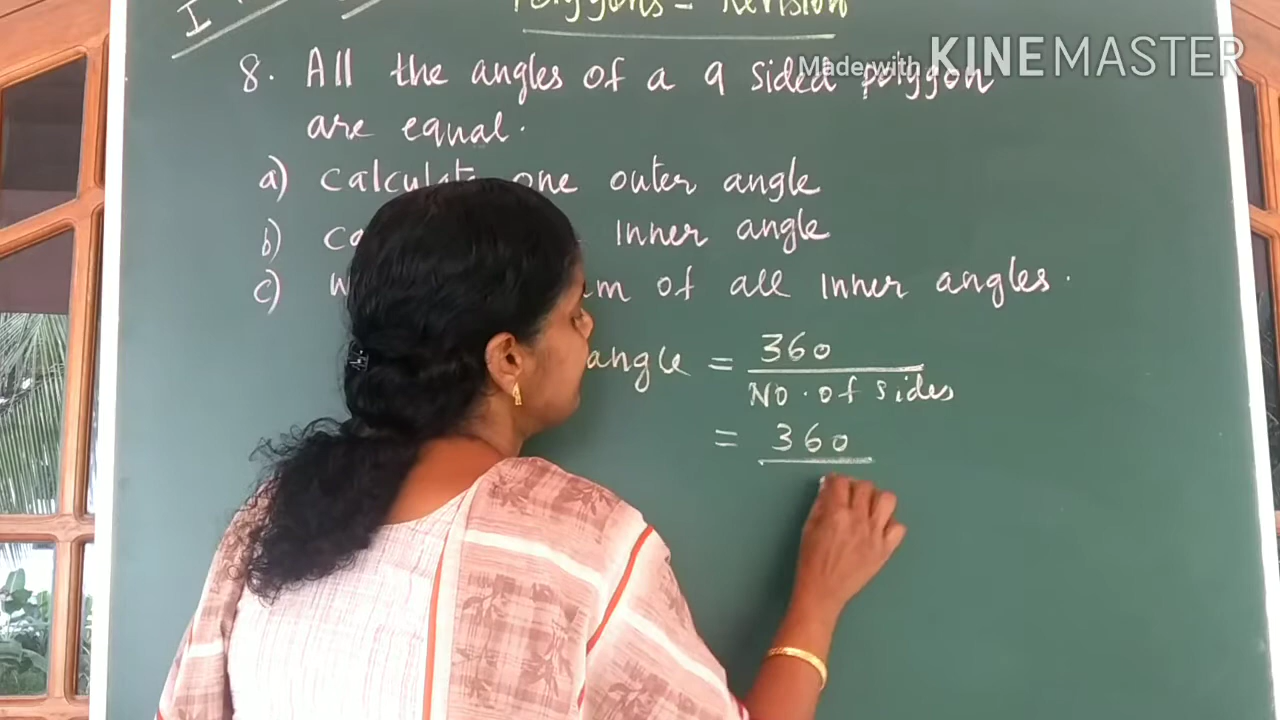 I
Polygons - Revision
Made with KINEMASTER
8. All the angles of a 9 sided polygon
are equal.
a) Calculate one outer angle
b) inner angle
c) of all inner angles.
angle = 360
No. of sides
= 360